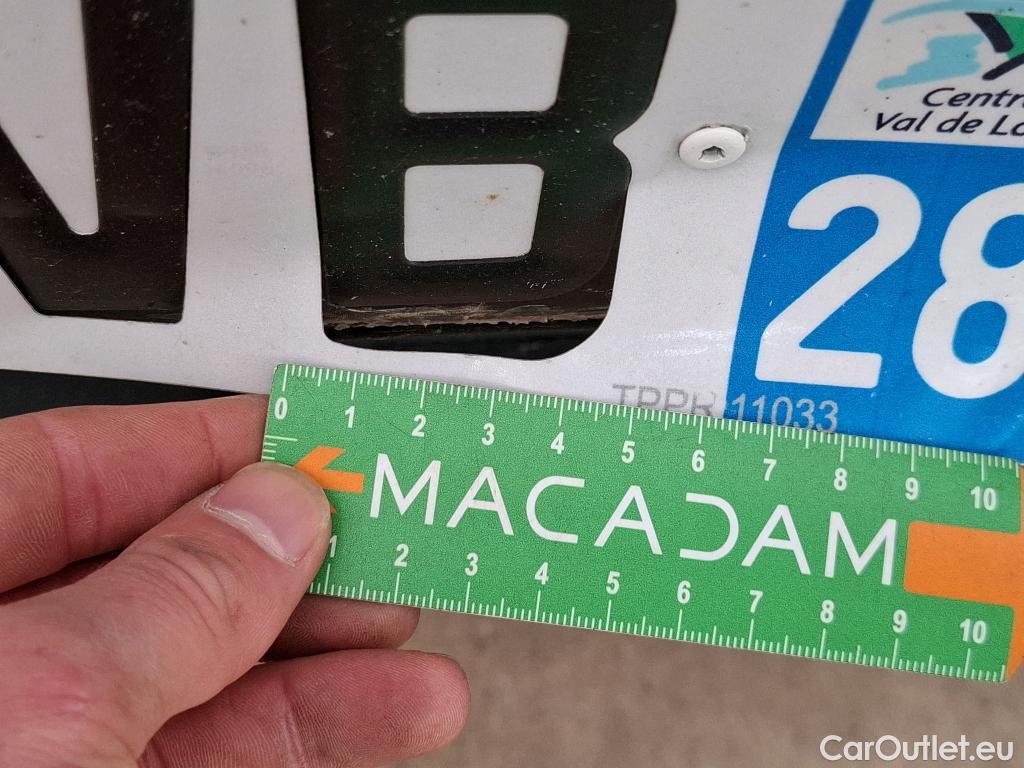 NB
Centr
Val de Lo
28
TPPR 11033
0 1 2 3 4 5 6 7 8 9 10
MACADAM
1 2 3 4 5 6 7 8 9 10
CarOutlet.eu